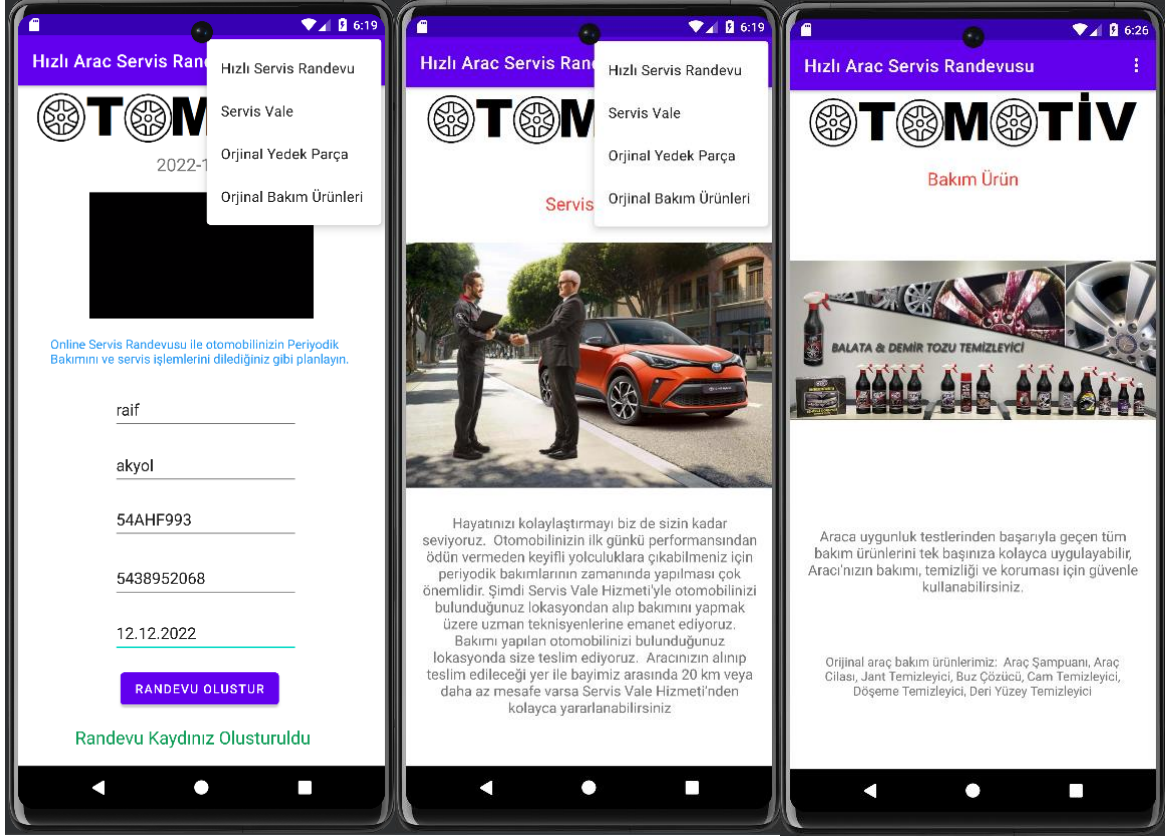 6:19
Hızlı Arac Servis Ran
Hızlı Servis Randevu
Servis Vale
Orjinal Yedek Parça
Orjinal Bakım Ürünleri
OTOM
2022-1
Online Servis Randevusu ile otomobilinizin Periyodik
Bakımını ve servis işlemlerini dilediğiniz gibi planlayın.
raif
akyol
54AHF993
5438952068
12.12.2022
RANDEVU OLUSTUR
Randevu Kaydınız Olusturuldu
6:19
Hızlı Arac Servis Ran
Hızlı Servis Randevu
Servis Vale
Orjinal Yedek Parça
Orjinal Bakım Ürünleri
OTOM
Servis
Hayatınızı kolaylaştırmayı biz de sizin kadar
seviyoruz. Otomobilinizin ilk günkü performansından
ödün vermeden keyifli yolculuklara çıkabilmeniz için
periyodik bakımlarının zamanında yapılması çok
önemlidir. Şimdi Servis Vale Hizmeti'yle otomobilinizi
bulunduğunuz lokasyondan alıp bakımını yapmak
üzere uzman teknisyenlerine emanet ediyoruz.
Bakımı yapılan otomobilinizi bulunduğunuz
lokasyonda size teslim ediyoruz. Aracınızın alınıp
teslim edileceği yer ile bayimiz arasında 20 km veya
daha az mesafe varsa Servis Vale Hizmeti'nden
kolayca yararlanabilirsiniz
6:26
Hızlı Arac Servis Randevusu
OTOMOTİV
Bakım Ürün
BALATA & DEMİR TOZU TEMİZLEYİCİ
Araca uygunluk testlerinden başarıyla geçen tüm
bakım ürünlerini tek başınıza kolayca uygulayabilir,
Aracı'nızın bakımı, temizliği ve koruması için güvenle
kullanabilirsiniz.
Orijinal araç bakım ürünlerimiz: Araç Şampuanı, Araç
Cilası, Jant Temizleyici, Buz Çözücü, Cam Temizleyici,
Döşeme Temizleyici, Deri Yüzey Temizleyici